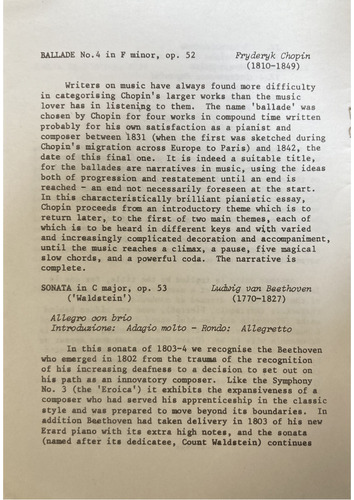 BALLADE No.4 in F minor, op. 52 Fryderyk Chopin
(1810-1849)
Writers on music have always found more difficulty
in categorising Chopin's larger works than the music
lover has in listening to them. The name 'ballade' was
chosen by Chopin for four works in compound time written
probably for his own satisfaction as a pianist and
composer between 1831 (when the first was sketched during
Chopin's migration across Europe to Paris) and 1842, the
date of this final one. It is indeed a suitable title,
for the ballades are narratives in music, using the ideas
both of progression and restatement until an end is
reached - an end not necessarily foreseen at the start.
In this characteristically brilliant pianistic essay,
Chopin proceeds from an introductory theme which is to
return later, to the first of two main themes, each of
which is to be heard in different keys and with varied
and increasingly complicated decoration and accompaniment,
until the music reaches a climax, a pause, five magical
slow chords, and a powerful coda. The narrative is
complete.
SONATA in C major, op. 53 Ludwig van Beethoven
('Waldstein') (1770-1827)
Allegro con brio
Introduzione: Adagio molto - Rondo: Allegretto
In this sonata of 1803-4 we recognise the Beethoven
who emerged in 1802 from the trauma of the recognition
of his increasing deafness to a decision to set out on
his path as an innovatory composer. Like the Symphony
No. 3 (the 'Eroica') it exhibits the expansiveness of a
composer who had served his apprenticeship in the classic
style and was prepared to move beyond its boundaries. In
addition Beethoven had taken delivery in 1803 of his new
Erard piano with its extra high notes, and the sonata
(named after its dedicatee, Count Waldstein) continues